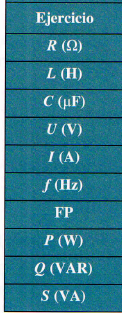 Ejercicio
R (Ω)
L (H)
C (μF)
U (V)
I (A)
f (Hz)
FP
P (W)
Q (VAR)
S (VA)